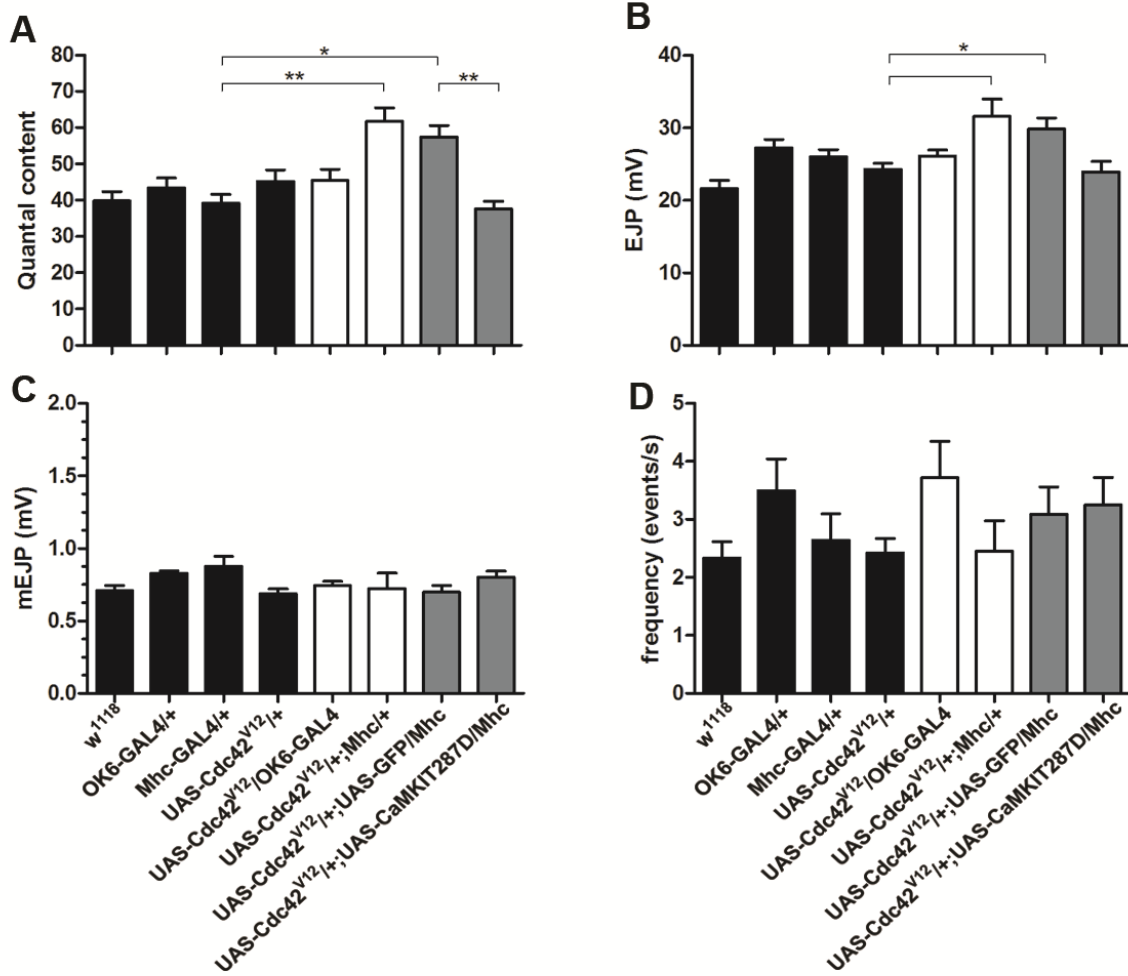 A
Quantal content
80
70
60
50
40
30
20
10
0
*
**
**
B
EJP (mV)
40
30
20
10
0
*
C
mEJP (mV)
2.0
1.5
1.0
0.5
0.0
w¹¹¹⁸
OK6-GAL4/+
Mhc-GAL4/+
UAS-Cdc42ⱽ¹²/+
UAS-Cdc42ⱽ¹²/OK6-GAL4
UAS-Cdc42ⱽ¹²/+;Mhc/+
UAS-Cdc42ⱽ¹²/+;UAS-GFP/Mhc
UAS-Cdc42ⱽ¹²/+;UAS-CaMKIT287D/Mhc
D
frequency (events/s)
5
4
3
2
1
0
w¹¹¹⁸
OK6-GAL4/+
Mhc-GAL4/+
UAS-Cdc42ⱽ¹²/+
UAS-Cdc42ⱽ¹²/OK6-GAL4
UAS-Cdc42ⱽ¹²/+;Mhc/+
UAS-Cdc42ⱽ¹²/+;UAS-GFP/Mhc
UAS-Cdc42ⱽ¹²/+;UAS-CaMKIT287D/Mhc